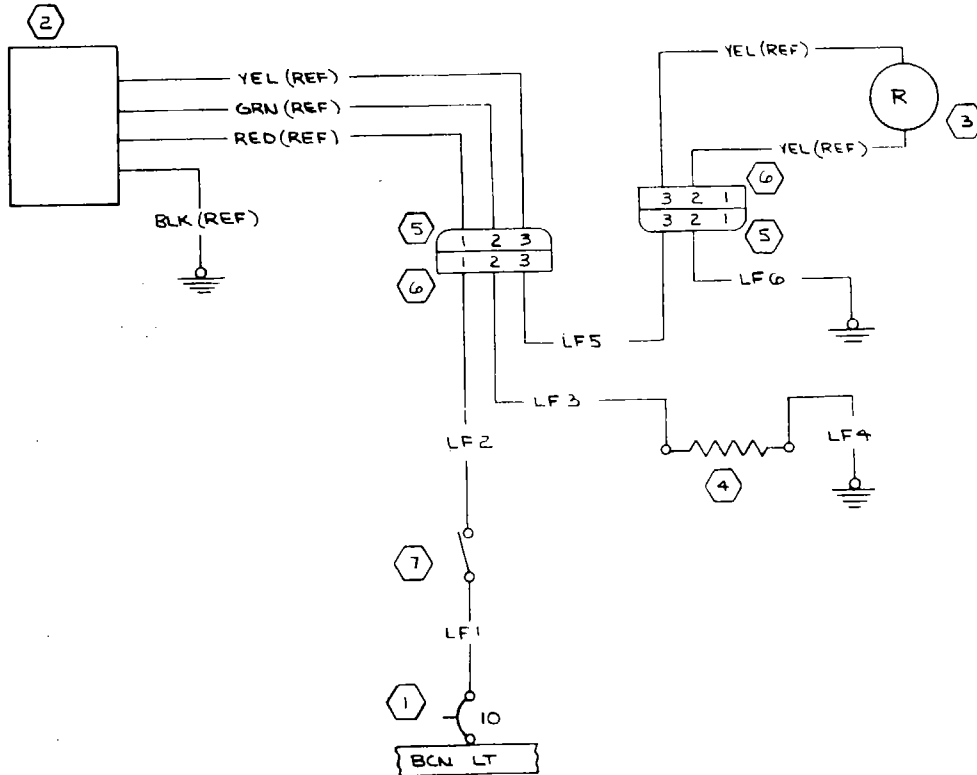 2
YEL (REF)
GRN (REF)
RED (REF)
BLK (REF)
YEL (REF)
R
3
YEL (REF)
6
3 2 1
3 2 1
5
5
1 2 3
1 2 3
6
LF6
LF5
LF3
LF4
4
LF2
7
LF1
1
10
BCN LT